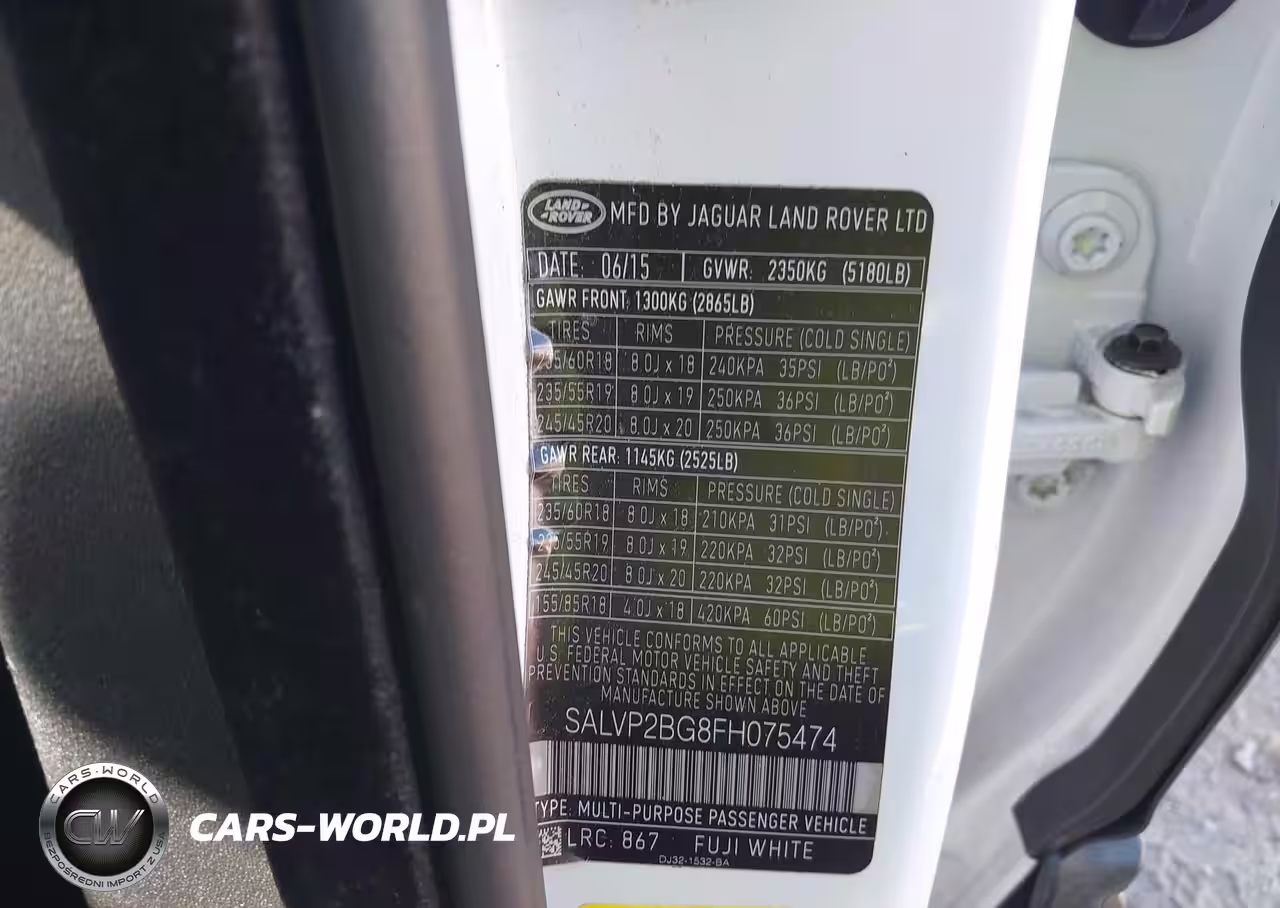 LAND ROVER MFD BY JAGUAR LAND ROVER LTD
DATE: 06/15 GVWR: 2350KG (5180LB)
GAWR FRONT: 1300KG (2865LB)
TIRES RIMS PRESSURE (COLD SINGLE)
235/60R18 8.0J x 18 240KPA 35PSI (LB/PO²)
235/55R19 8.0J x 19 250KPA 36PSI (LB/PO²)
245/45R20 8.0J x 20 250KPA 36PSI (LB/PO²)
GAWR REAR: 1145KG (2525LB)
TIRES RIMS PRESSURE (COLD SINGLE)
235/60R18 8.0J x 18 210KPA 31PSI (LB/PO²)
235/55R19 8.0J x 19 220KPA 32PSI (LB/PO²)
245/45R20 8.0J x 20 220KPA 32PSI (LB/PO²)
155/85R18 4.0J x 18 420KPA 60PSI (LB/PO²)
THIS VEHICLE CONFORMS TO ALL APPLICABLE
U.S. FEDERAL MOTOR VEHICLE SAFETY AND THEFT
PREVENTION STANDARDS IN EFFECT ON THE DATE OF
MANUFACTURE SHOWN ABOVE
SALVP2BG8FH075474
TYPE: MULTI-PURPOSE PASSENGER VEHICLE
LRC: 867 FUJI WHITE
DJ32-1532-BA
CARS-WORLD
CW
BEZPOŚREDNI IMPORT Z USA
CARS-WORLD.PL